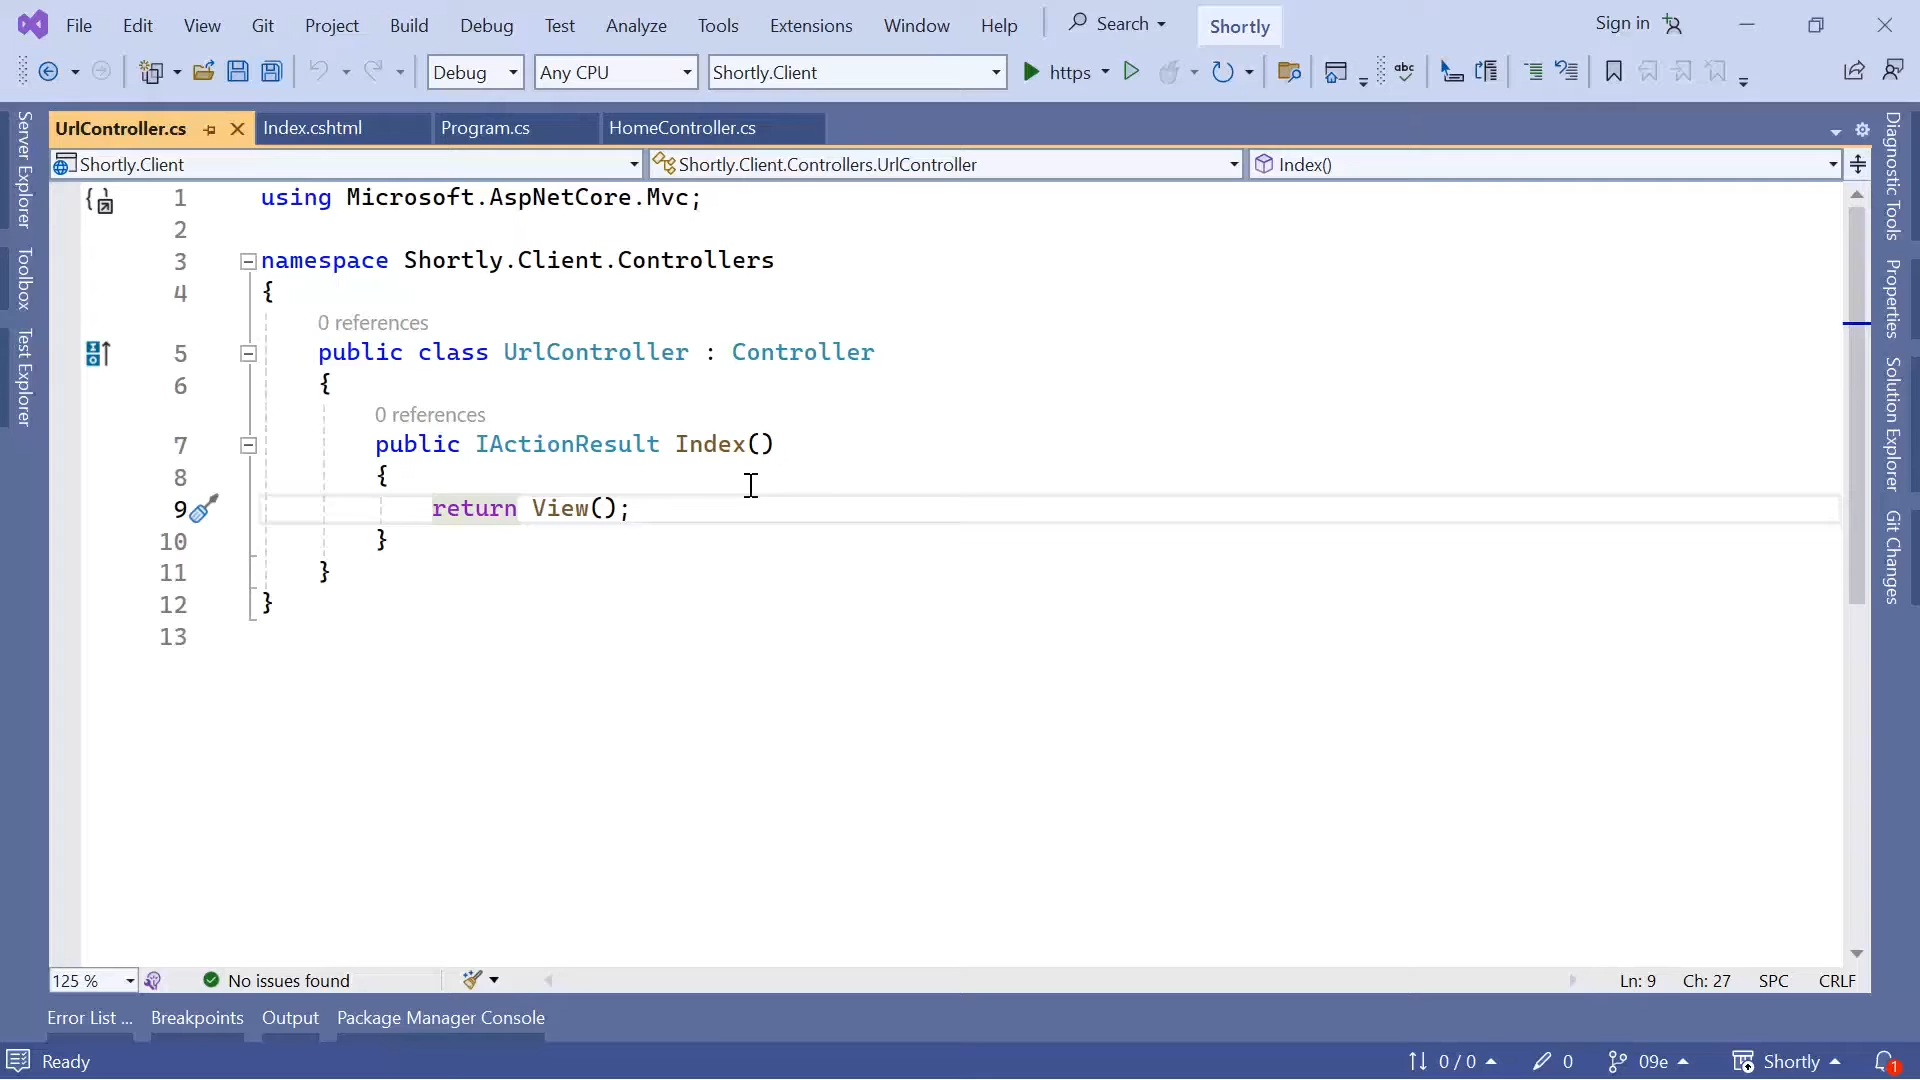 File Edit View Git Project Build Debug Test Analyze Tools Extensions Window Help Search Shortly Sign in
Debug Any CPU Shortly.Client https abc
UrlController.cs Index.cshtml Program.cs HomeController.cs
Shortly.Client Shortly.Client.Controllers.UrlController Index()
Server Explorer
Toolbox
Test Explorer
1 using Microsoft.AspNetCore.Mvc;
2
3 namespace Shortly.Client.Controllers
4 {
0 references
5 public class UrlController : Controller
6 {
0 references
7 public IActionResult Index()
8 {
9 return View();
10 }
11 }
12 }
13
Diagnostic Tools
Properties
Solution Explorer
Git Changes
125 % No issues found Ln: 9 Ch: 27 SPC CRLF
Error List ... Breakpoints Output Package Manager Console
Ready 0 / 0 0 09e Shortly 1